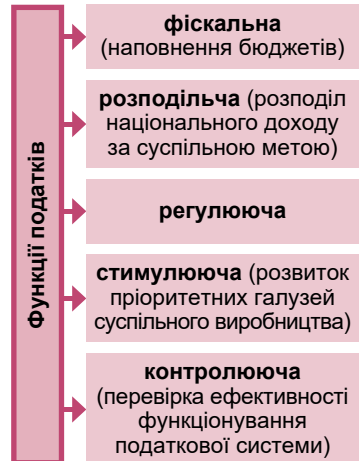 Функції податків
фіскальна
(наповнення бюджетів)
розподільча (розподіл
національного доходу
за суспільною метою)
регулююча
стимулююча (розвиток
пріоритетних галузей
суспільного виробництва)
контролююча
(перевірка ефективності
функціонування
податкової системи)